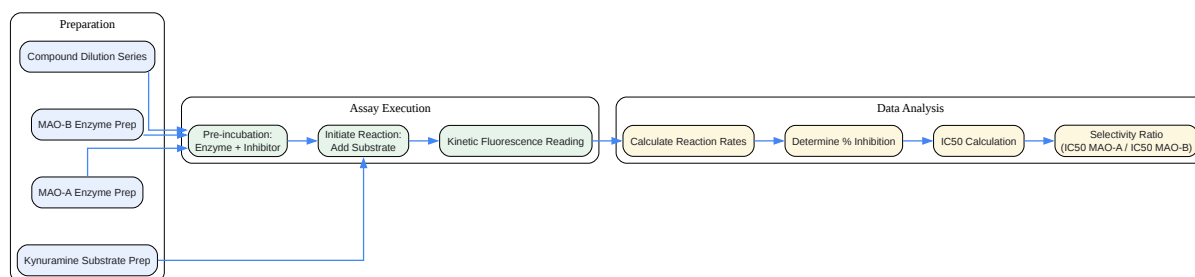 Preparation
Compound Dilution Series
MAO-B Enzyme Prep
MAO-A Enzyme Prep
Kynuramine Substrate Prep
Assay Execution
Pre-incubation:
Enzyme + Inhibitor
Initiate Reaction:
Add Substrate
Kinetic Fluorescence Reading
Data Analysis
Calculate Reaction Rates
Determine % Inhibition
IC50 Calculation
Selectivity Ratio
(IC50 MAO-A / IC50 MAO-B)